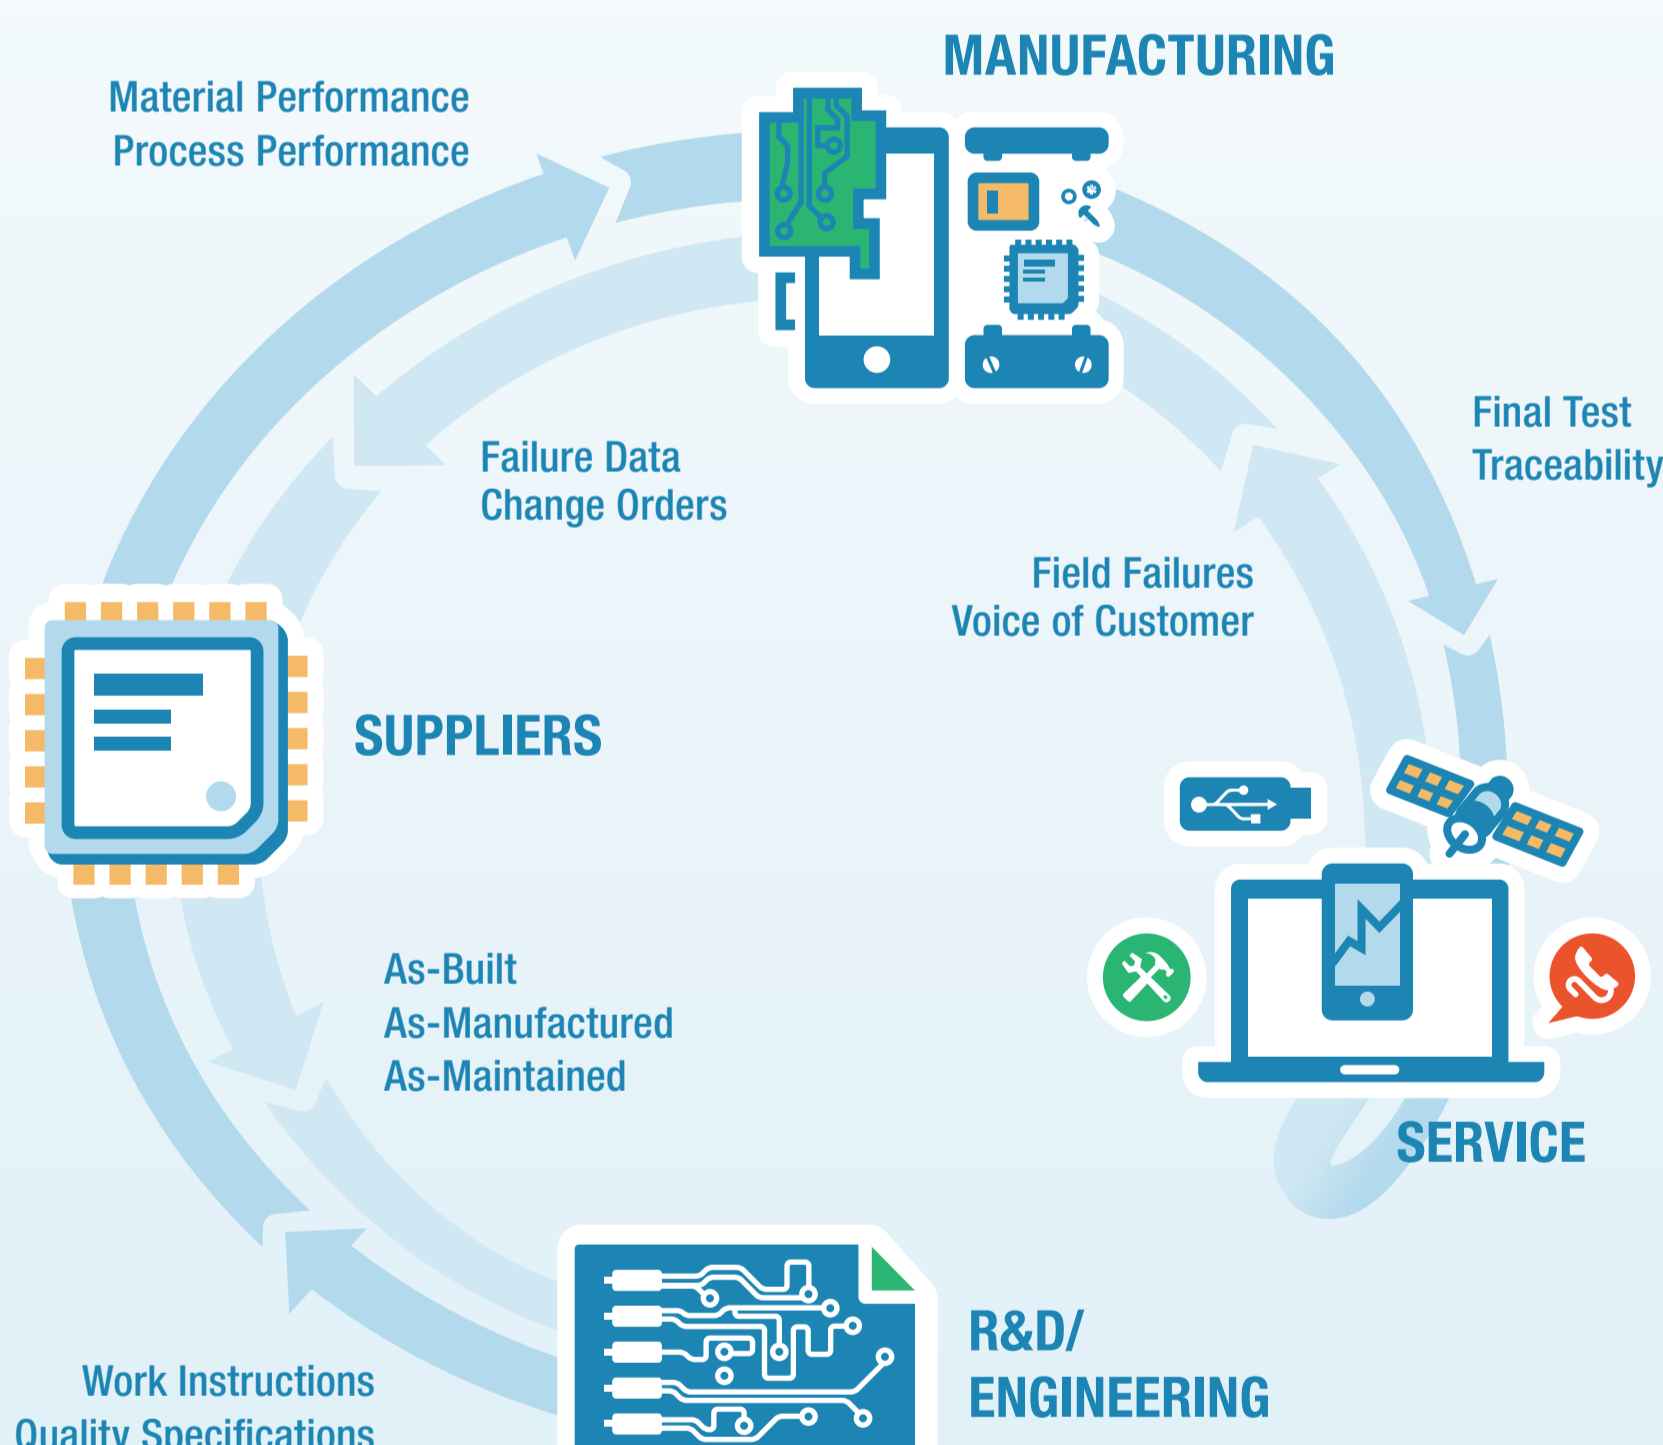 MANUFACTURING
Material Performance
Process Performance
Final Test
Traceability
Failure Data
Change Orders
Field Failures
Voice of Customer
SUPPLIERS
As-Built
As-Manufactured
As-Maintained
SERVICE
R&D/
ENGINEERING
Work Instructions
Quality Specifications